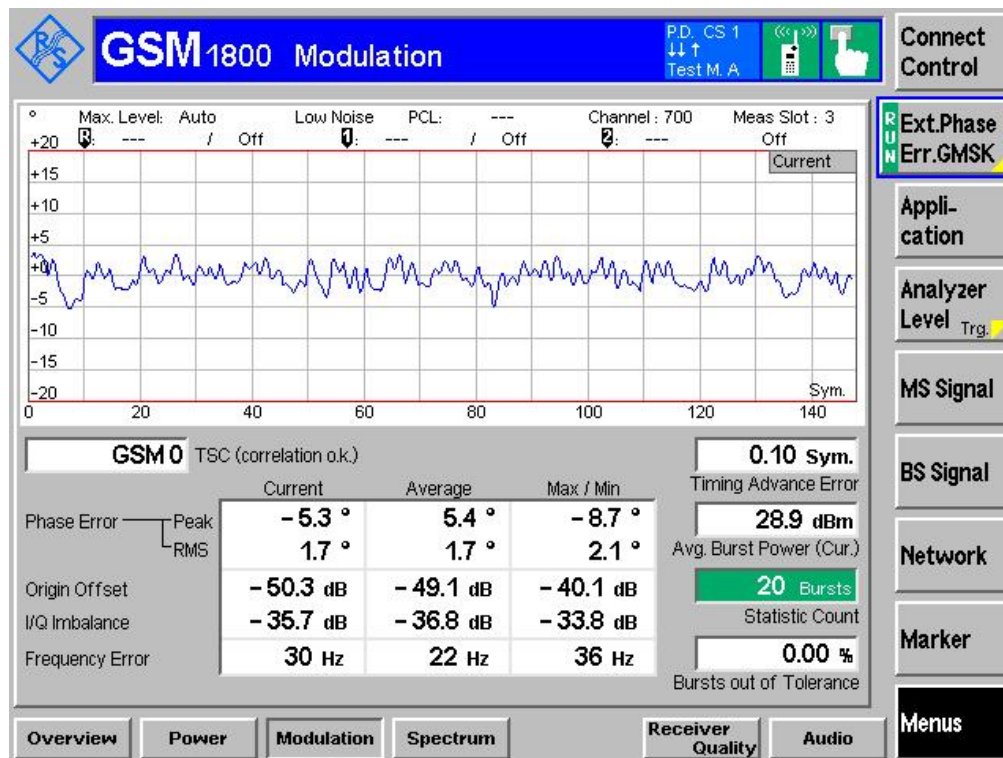 R&S
GSM 1800 Modulation
P.D. CS 1
Test M. A
Connect Control
° Max. Level: Auto Low Noise PCL: --- Channel : 700 Meas Slot : 3
R: --- / Off 1: --- / Off 2: --- Off
Current
+20
+15
+10
+5
+0
-5
-10
-15
-20
Sym.
0 20 40 60 80 100 120 140
RUN
Ext.Phase Err.GMSK
Appli-
cation
Analyzer Level Trg.
MS Signal
BS Signal
Network
Marker
Menus
GSM 0 TSC (correlation o.k.)
0.10 Sym.
Timing Advance Error
Current Average Max / Min
Phase Error Peak -5.3 ° 5.4 ° -8.7 °
28.9 dBm
RMS 1.7 ° 1.7 ° 2.1 °
Avg. Burst Power (Cur.)
Origin Offset -50.3 dB -49.1 dB -40.1 dB
20 Bursts
I/Q Imbalance -35.7 dB -36.8 dB -33.8 dB
Statistic Count
Frequency Error 30 Hz 22 Hz 36 Hz
0.00 %
Bursts out of Tolerance
Overview Power Modulation Spectrum Receiver Quality Audio